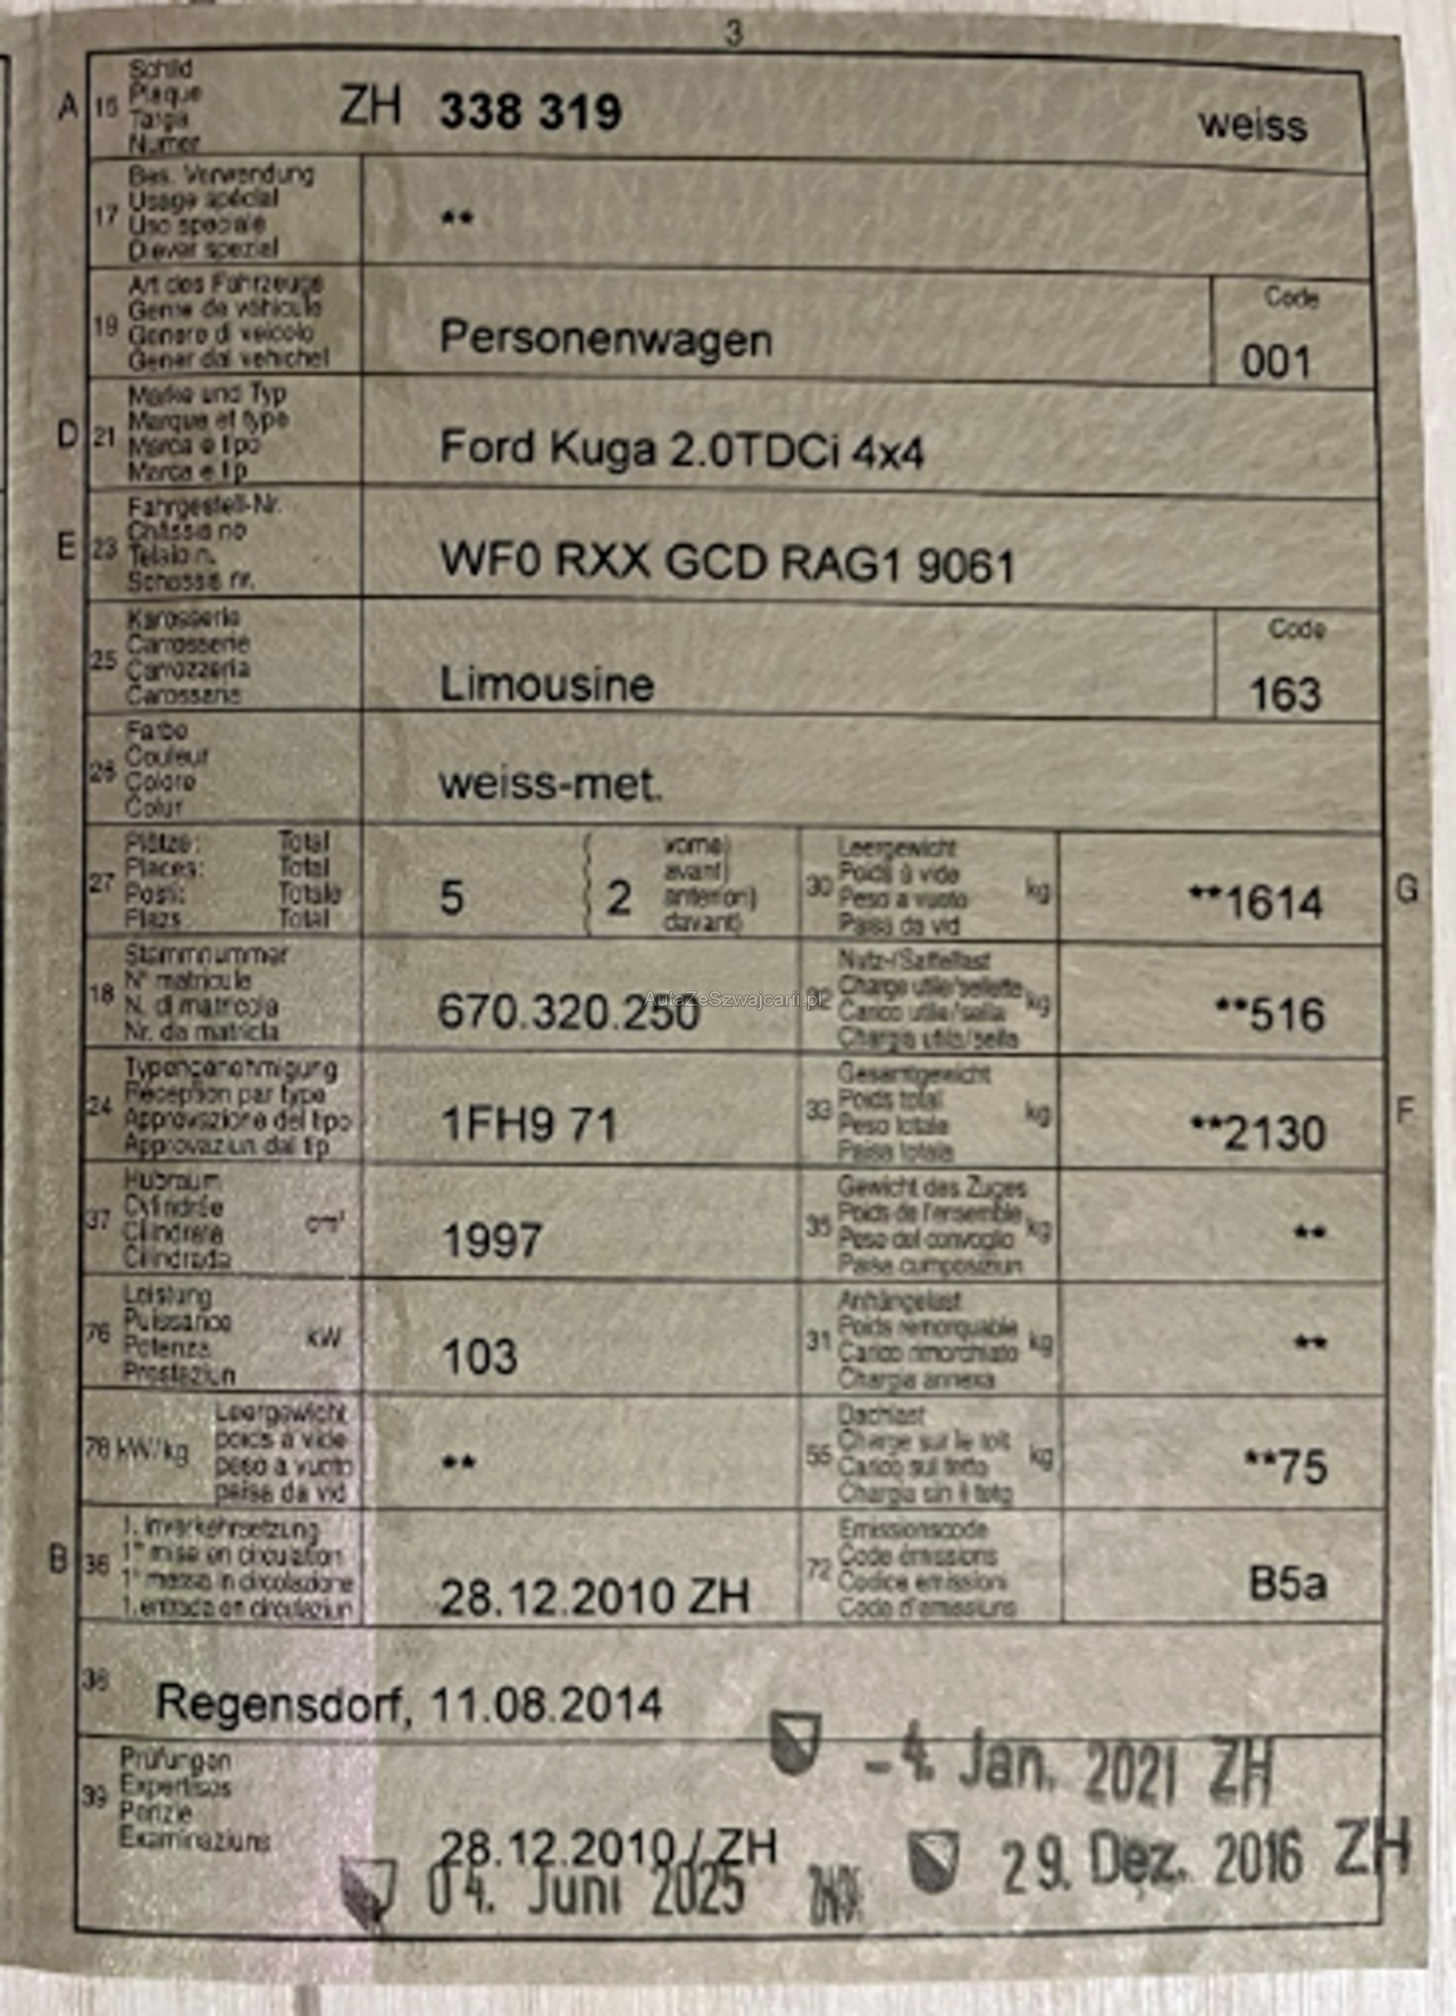 3
A 15 Schild
Plaque
Targa
Numer
ZH 338 319 weiss
17 Bes. Verwendung
Usage spécial
Uso speciale
Diever spezial
**
19 Art des Fahrzeugs
Genre de véhicule
Genere di veicolo
Gener dal vehichel
Personenwagen
Code
001
D 21 Marke und Typ
Marque et type
Marca e tipo
Marca e tip
Ford Kuga 2.0TDCi 4x4
E 23 Fahrgestell-Nr.
Châssis no
Telaio n.
Schassis nr.
WF0 RXX GCD RAG1 9061
25 Karosserie
Carrosserie
Carrozzeria
Carossaria
Limousine
Code
163
26 Farbe
Couleur
Colore
Colur
weiss-met.
27 Plätze: Total
Places: Total
Posti: Totale
Plazs Total
5 2 vorne)
avant)
anteriori)
davant)
30 Leergewicht
Poids à vide
Peso a vuoto
Paisa da vid
kg **1614 G
18 Stammnummer
N° matricule
N. di matricola
Nr. da matricla
670.320.250
AutaZeSzwajcarii.pl
32 Nutz-/Sattellast
Charge utile/sellette
Carico utile/sella
Chargia utila/sella
kg **516
24 Typengenehmigung
Réception par type
Approvazione del tipo
Approvaziun dal tip
1FH9 71
33 Gesamtgewicht
Poids total
Peso totale
Paisa totala
kg **2130 F
37 Hubraum
Cylindrée
Cilindrata
Cilindrada
cm³ 1997
35 Gewicht des Zuges
Poids de l'ensemble
Peso del convoglio
Paisa cumposiziun
kg **
76 Leistung
Puissance
Potenza
Prestaziun
kW 103
31 Anhängelast
Poids remorquable
Carico rimorchiato
Chargia annexa
kg **
78 kW/kg Leergewicht
poids à vide
peso a vuoto
paisa da vid
**
55 Dachlast
Charge sur le toit
Carico sul tetto
Chargia sin il tetg
kg **75
B 36 1. Inverkehrsetzung
1re mise en circulation
1a messa in circolazione
1. entrada en circulaziun
28.12.2010 ZH
72 Emissionscode
Code émissions
Codice emissioni
Code d'emissiuns
B5a
38 Regensdorf, 11.08.2014
39 Prüfungen
Expertises
Perizie
Examinaziuns
- 4. Jan. 2021 ZH
28.12.2010 / ZH
29. Dez. 2016 ZH
04. Juni 2025